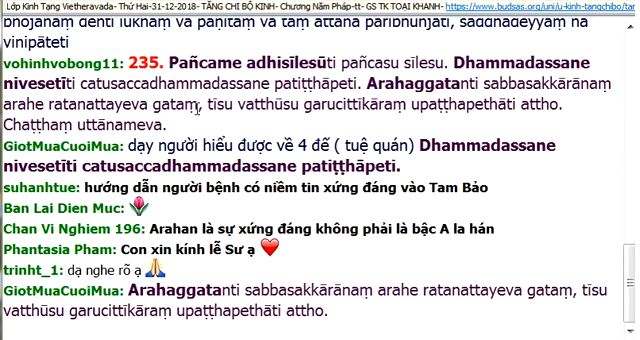 Lớp Kinh Tạng Vietheravada- Thứ Hai-31-12-2018- TĂNG CHI BỘ KINH- Chương Năm Pháp-tt- GS TK TOẠI KHANH- https://www.budsas.org/uni/u-kinh-tangchibo/tar
bhojanaṃ denti lūkhaṃ vā paṇītaṃ vā taṃ attanā paribhuñjati, saddhādeyyaṃ na
vinipāteti
vohinhvobong11: 235. Pañcame adhisīlesūti pañcasu sīlesu. Dhammadassane
nivesetīti catusaccadhammadassane patiṭṭhāpeti. Arahaggatanti sabbasakkārānaṃ
arahe ratanattayeva gataṃ, tīsu vatthūsu garucittīkāraṃ upaṭṭhapethāti attho.
Chaṭṭhaṃ uttānameva.
GiotMuaCuoiMua: dạy người hiểu được về 4 đế ( tuệ quán) Dhammadassane
nivesetīti catusaccadhammadassane patiṭṭhāpeti.
suhanhtue: hướng dẫn người bệnh có niềm tin xứng đáng vào Tam Bảo
Ban Lai Dien Muc:
Chan Vi Nghiem 196: Arahan là sự xứng đáng không phải là bậc A la hán
Phantasia Pham: Con xin kính lễ Sư ạ
trinht_1: dạ nghe rõ ạ
GiotMuaCuoiMua: Arahaggatanti sabbasakkārānaṃ arahe ratanattayeva gataṃ, tīsu
vatthūsu garucittīkāraṃ upaṭṭhapethāti attho.